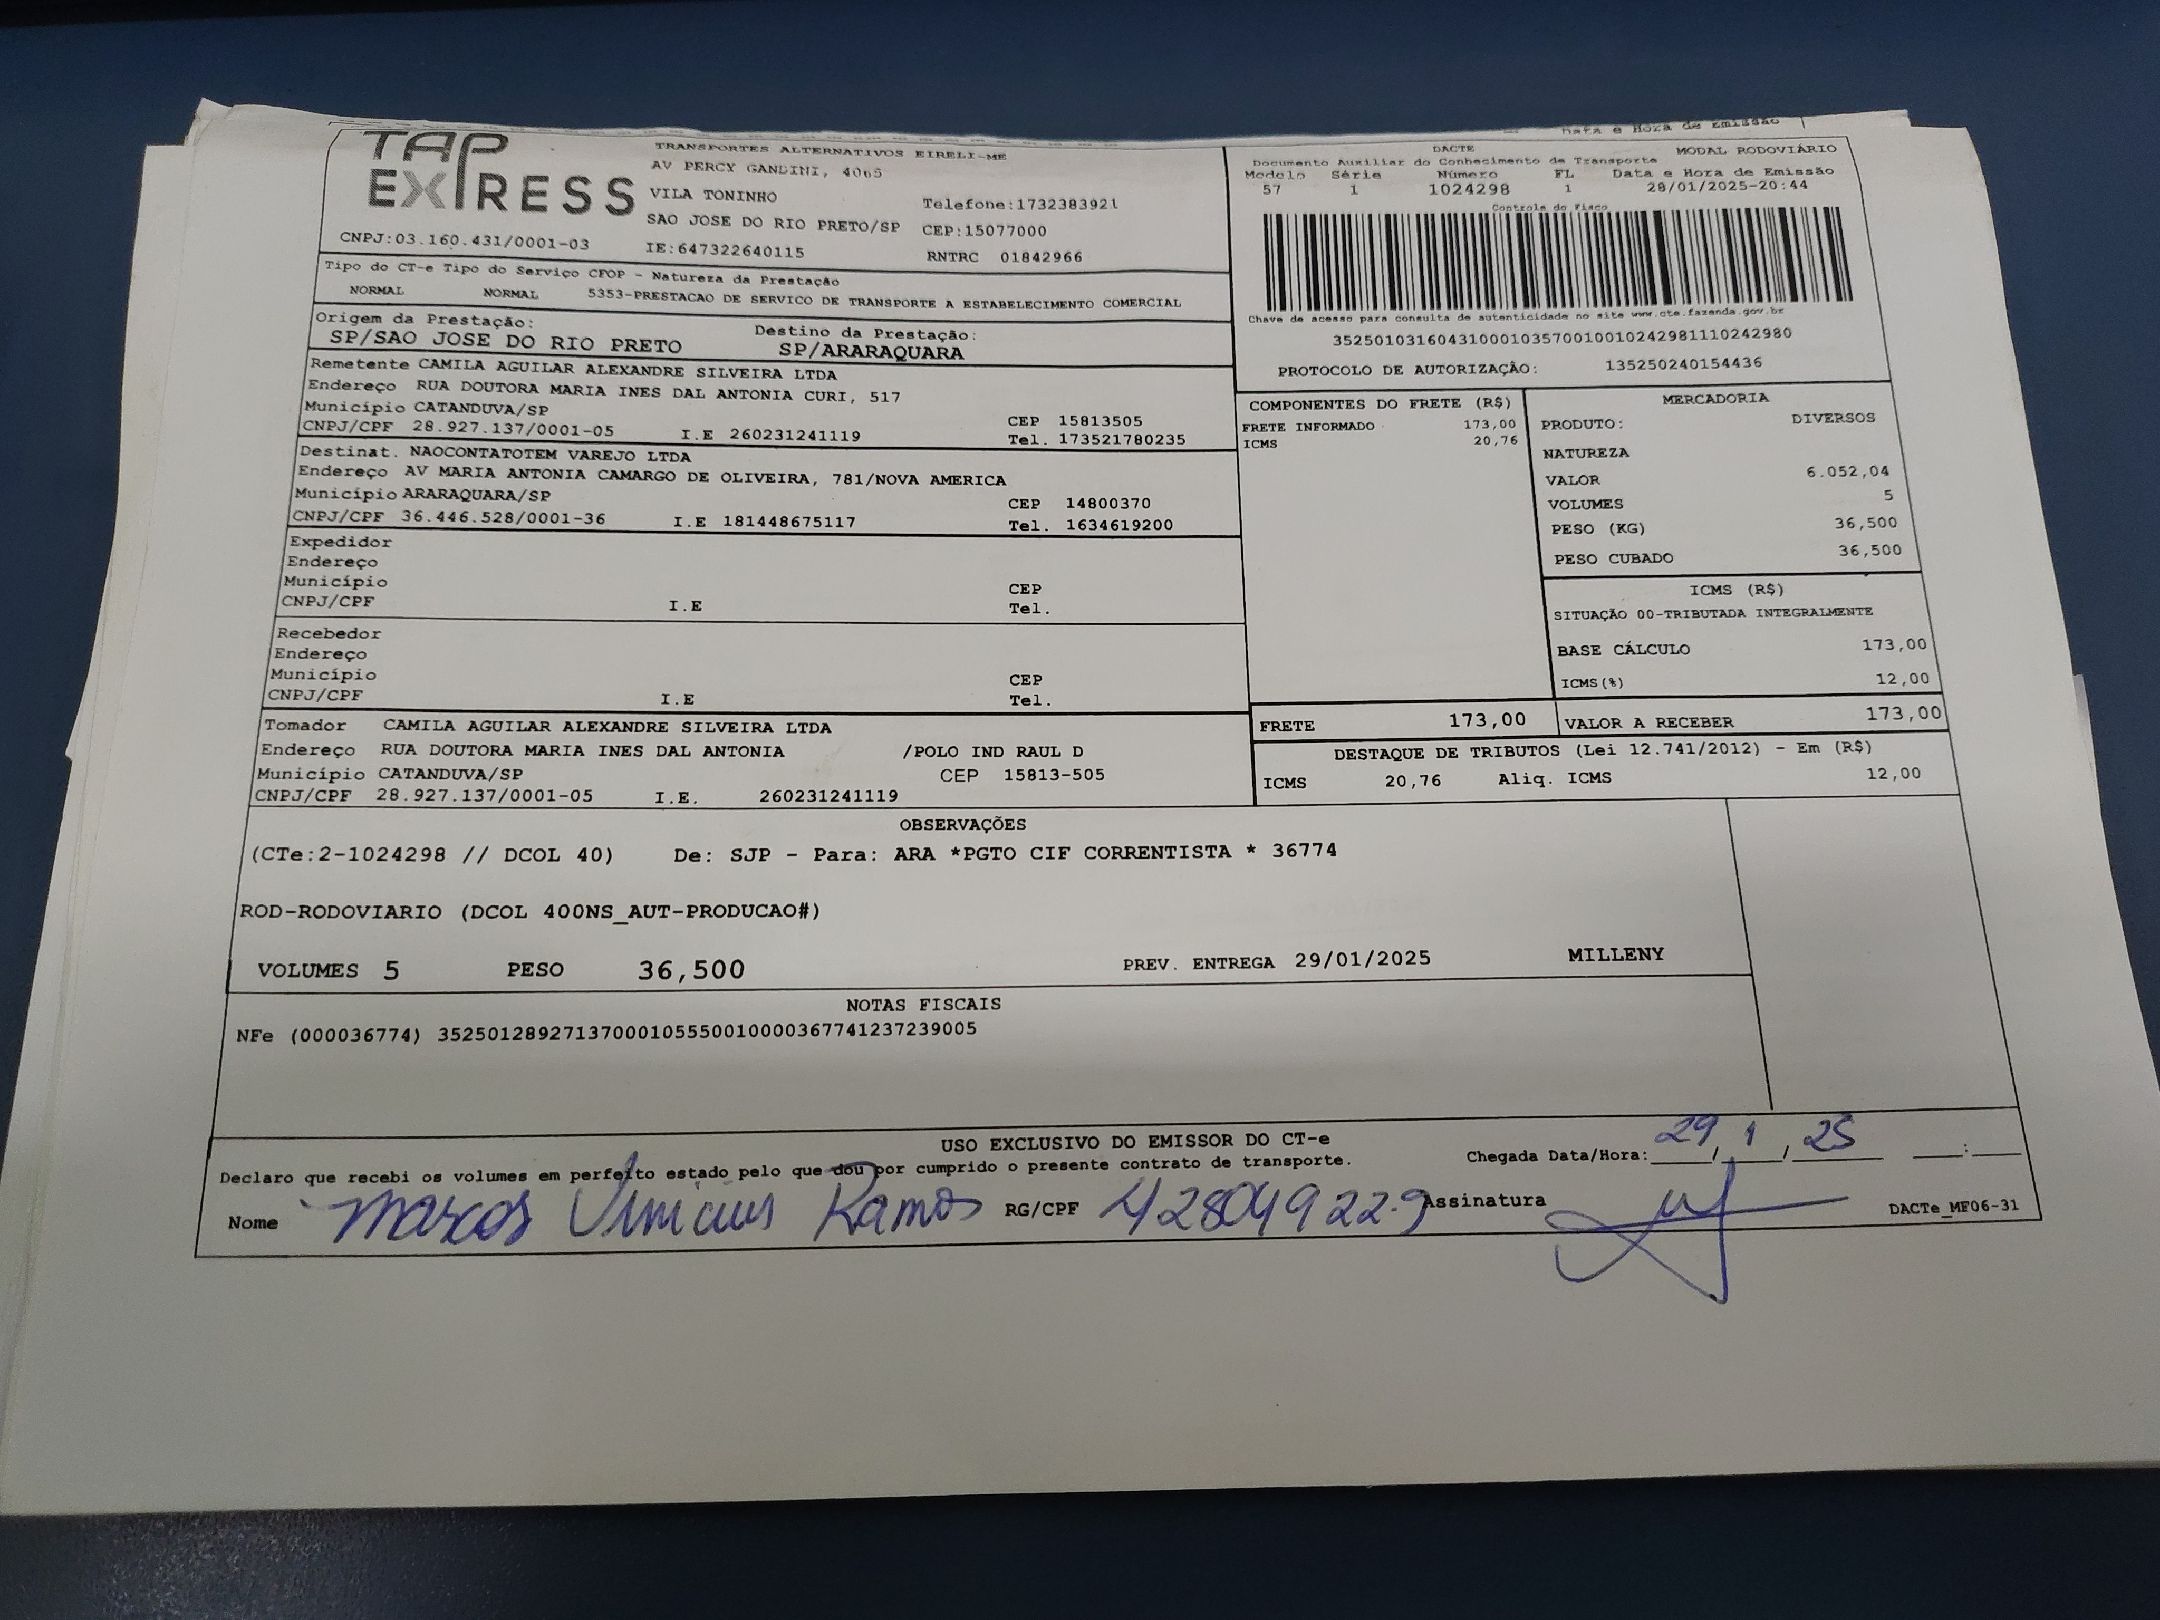 Data e Hora de Emissão
TAP EXPRESS
TRANSPORTES ALTERNATIVOS EIRELI-ME
AV PERCY GANDINI, 4065
VILA TONINHO
Telefone:1732383921
SAO JOSE DO RIO PRETO/SP CEP:15077000
CNPJ:03.160.431/0001-03 IE:647322640115 RNTRC 01842966
DACTE MODAL RODOVIÁRIO
Documento Auxiliar do Conhecimento de Transporte
Modelo Série Número FL Data e Hora de Emissão
57 1 1024298 1 28/01/2025-20:44
Controle do Fisco
Chave de acesso para consulta de autenticidade no site www.cte.fazenda.gov.br
35250103160431000103570010010242981110242980
PROTOCOLO DE AUTORIZAÇÃO: 135250240154436
Tipo do CT-e Tipo do Serviço CFOP - Natureza da Prestação
NORMAL NORMAL 5353-PRESTACAO DE SERVICO DE TRANSPORTE A ESTABELECIMENTO COMERCIAL
Origem da Prestação: Destino da Prestação:
SP/SAO JOSE DO RIO PRETO SP/ARARAQUARA
Remetente CAMILA AGUILAR ALEXANDRE SILVEIRA LTDA
Endereço RUA DOUTORA MARIA INES DAL ANTONIA CURI, 517
Município CATANDUVA/SP CEP 15813505
CNPJ/CPF 28.927.137/0001-05 I.E 260231241119 Tel. 173521780235
Destinat. NAOCONTATOTEM VAREJO LTDA
Endereço AV MARIA ANTONIA CAMARGO DE OLIVEIRA, 781/NOVA AMERICA
Município ARARAQUARA/SP CEP 14800370
CNPJ/CPF 36.446.528/0001-36 I.E 181448675117 Tel. 1634619200
Expedidor
Endereço
Município CEP
CNPJ/CPF I.E Tel.
Recebedor
Endereço
Município CEP
CNPJ/CPF I.E Tel.
Tomador CAMILA AGUILAR ALEXANDRE SILVEIRA LTDA
Endereço RUA DOUTORA MARIA INES DAL ANTONIA /POLO IND RAUL D
Município CATANDUVA/SP CEP 15813-505
CNPJ/CPF 28.927.137/0001-05 I.E. 260231241119
COMPONENTES DO FRETE (R$)
FRETE INFORMADO 173,00
ICMS 20,76
MERCADORIA
PRODUTO: DIVERSOS
NATUREZA
VALOR 6.052,04
VOLUMES 5
PESO (KG) 36,500
PESO CUBADO 36,500
ICMS (R$)
SITUAÇÃO 00-TRIBUTADA INTEGRALMENTE
BASE CÁLCULO 173,00
ICMS(%) 12,00
FRETE 173,00 VALOR A RECEBER 173,00
DESTAQUE DE TRIBUTOS (Lei 12.741/2012) - Em (R$)
ICMS 20,76 Aliq. ICMS 12,00
OBSERVAÇÕES
(CTe:2-1024298 // DCOL 40) De: SJP - Para: ARA *PGTO CIF CORRENTISTA * 36774
ROD-RODOVIARIO (DCOL 400NS_AUT-PRODUCAO#)
VOLUMES 5 PESO 36,500 PREV. ENTREGA 29/01/2025 MILLENY
NOTAS FISCAIS
NFe (000036774) 35250128927137000105550010000367741237239005
USO EXCLUSIVO DO EMISSOR DO CT-e
Declaro que recebi os volumes em perfeito estado pelo que dou por cumprido o presente contrato de transporte. Chegada Data/Hora: 29/1/25 __:__
Nome Marcos Vinicius Ramos RG/CPF 42804922-9 Assinatura
DACTe_MF06-31